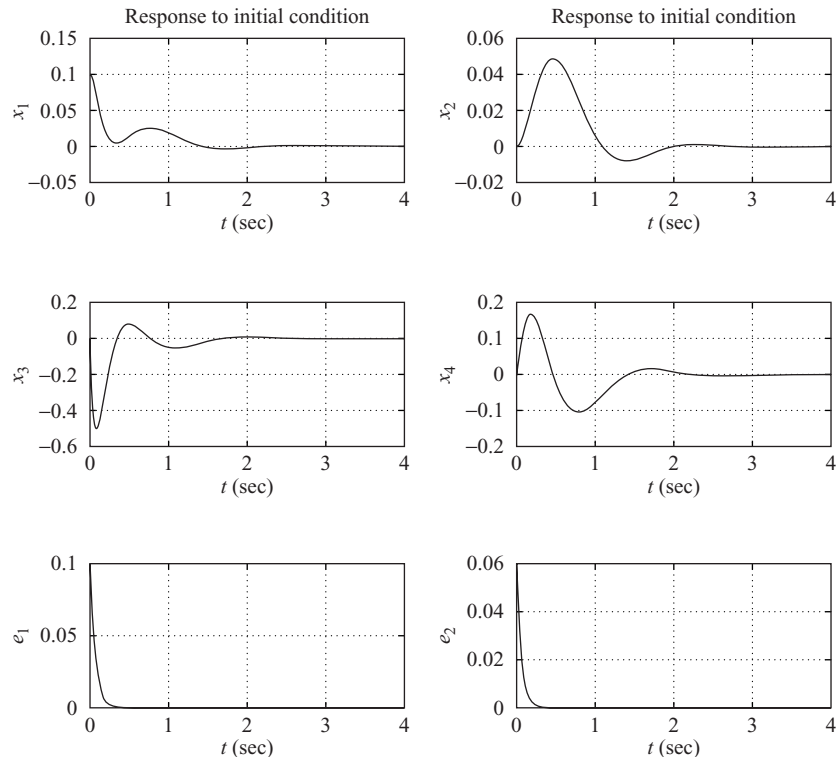 Response to initial condition
0.15
0.1
0.05
0
–0.05
x1
0 1 2 3 4
t (sec)
Response to initial condition
0.06
0.04
0.02
0
–0.02
x2
0 1 2 3 4
t (sec)
0.2
0
–0.2
–0.4
–0.6
x3
0 1 2 3 4
t (sec)
0.2
0.1
0
–0.1
–0.2
x4
0 1 2 3 4
t (sec)
0.1
0.05
0
e1
0 1 2 3 4
t (sec)
0.06
0.04
0.02
0
e2
0 1 2 3 4
t (sec)